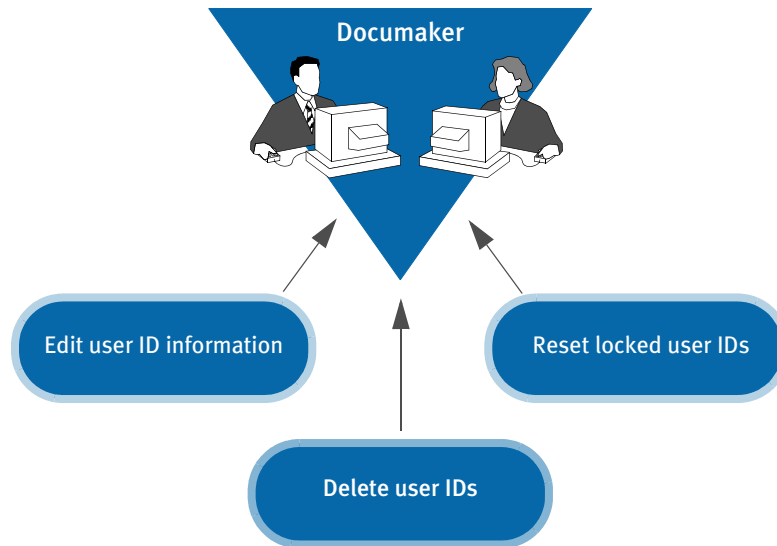 Documaker
Edit user ID information
Reset locked user IDs
Delete user IDs